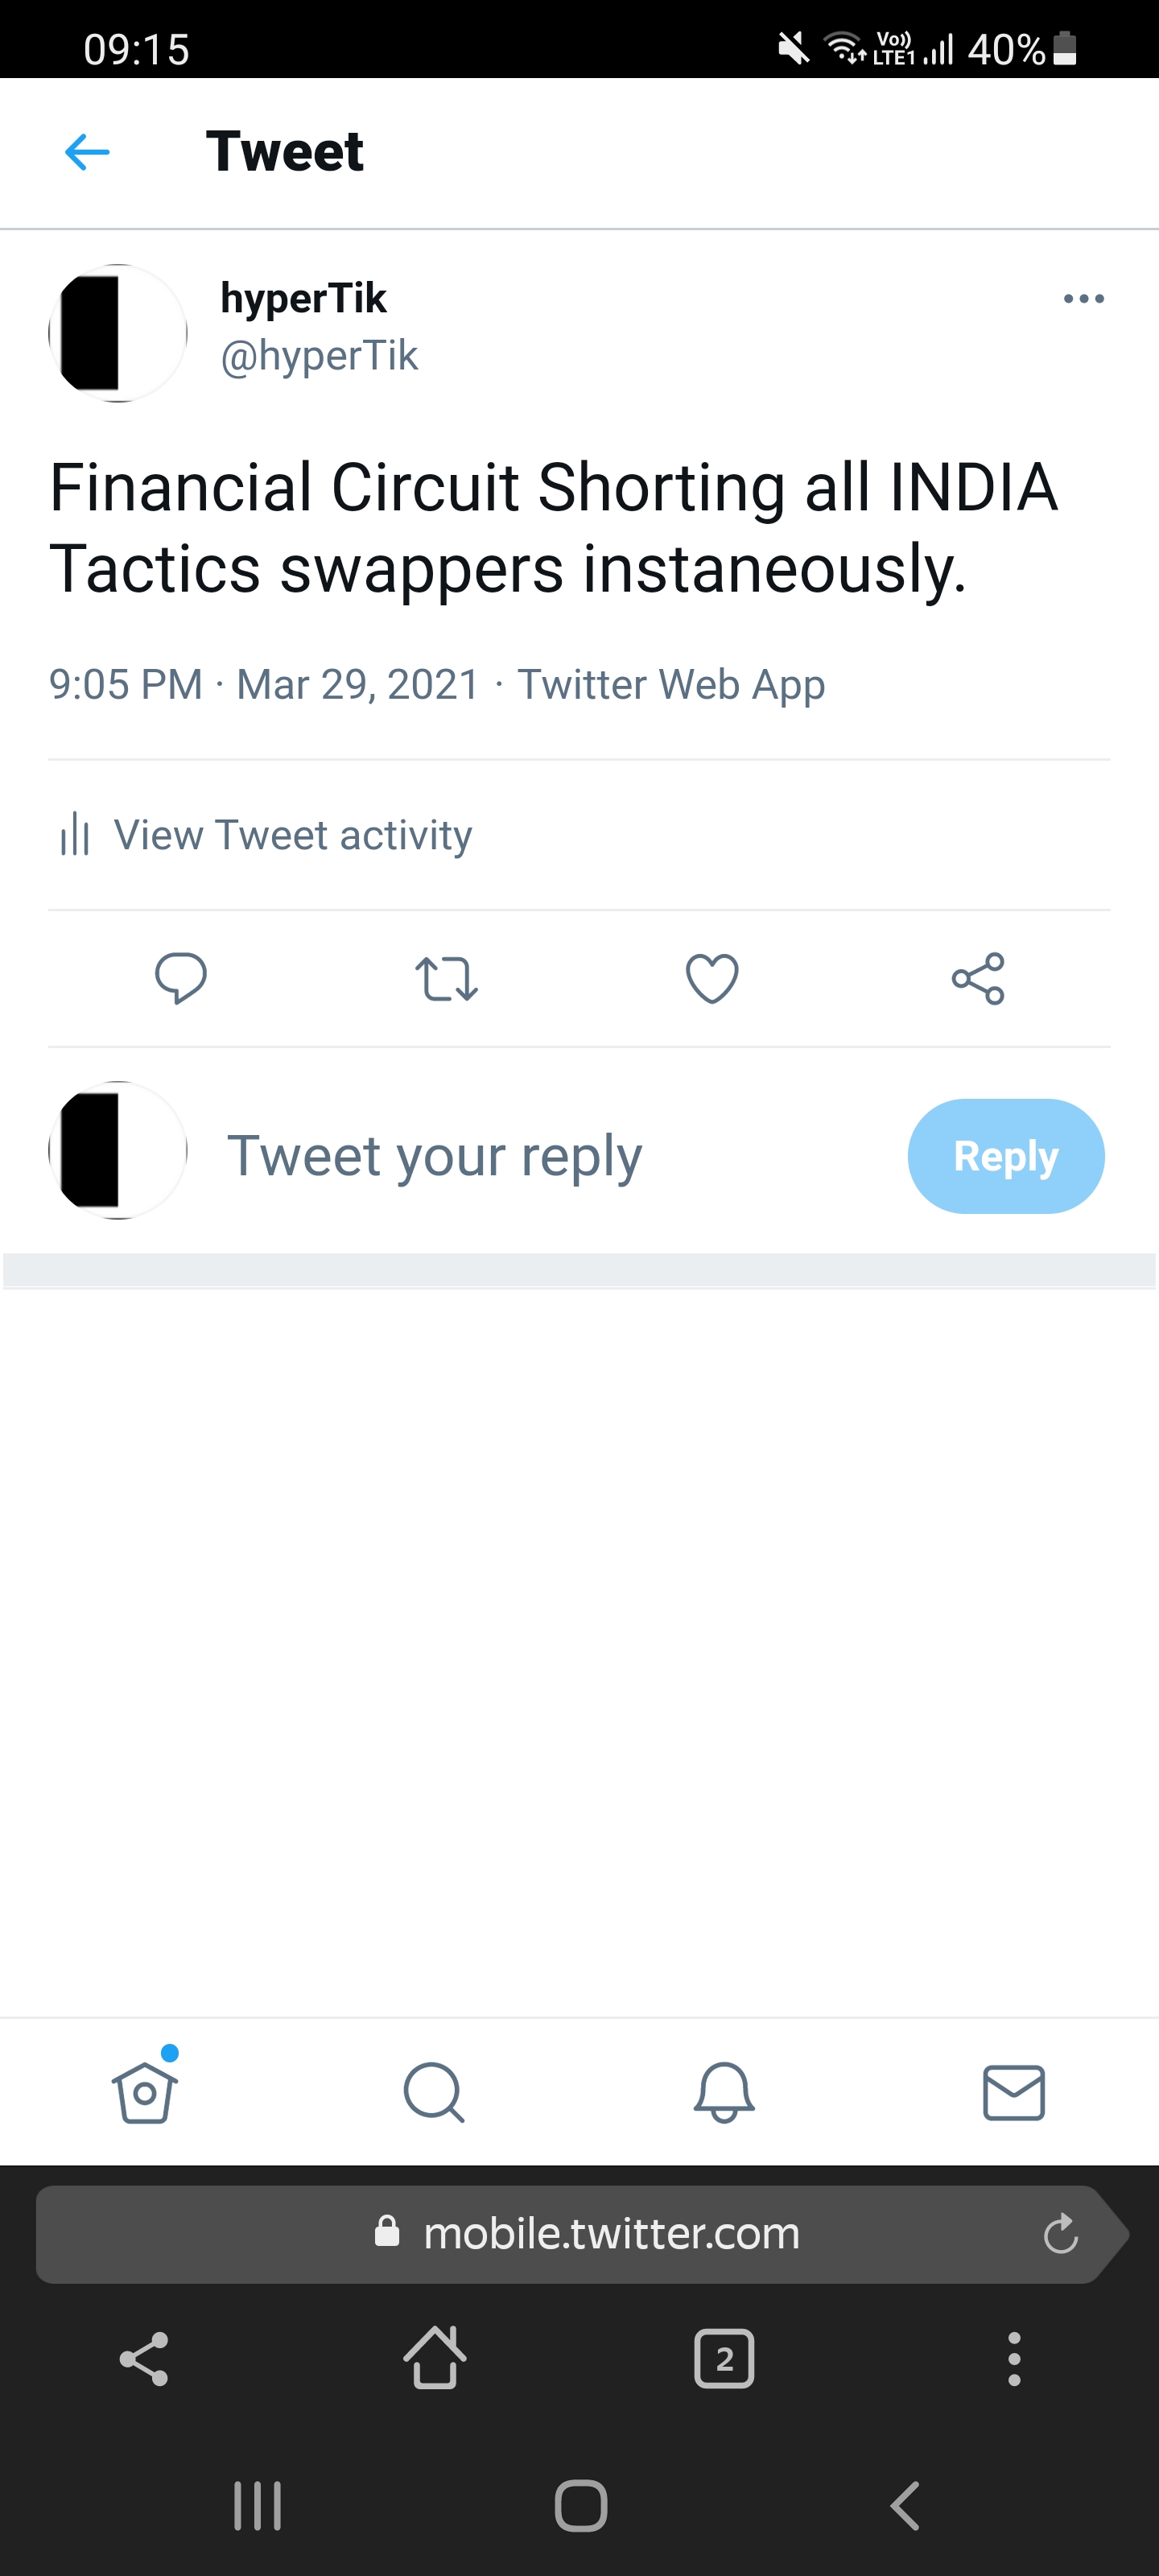 09:15
Vo)) LTE1 40%
Tweet
hyperTik
@hyperTik
Financial Circuit Shorting all INDIA
Tactics swappers instaneously.
9:05 PM · Mar 29, 2021 · Twitter Web App
View Tweet activity
Tweet your reply
Reply
mobile.twitter.com
2